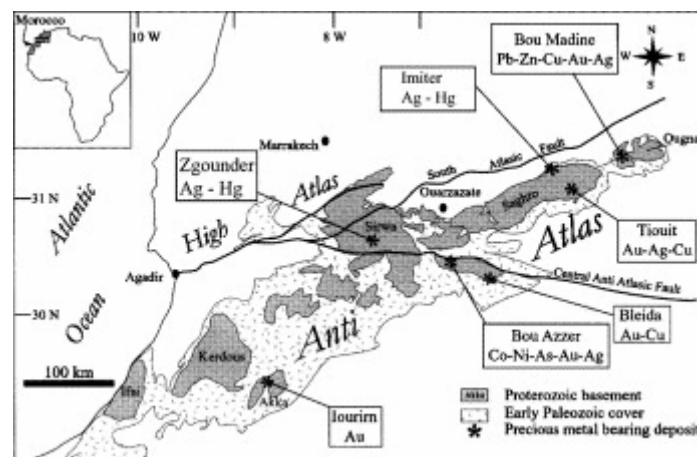 Morocco
10 W
8 W
Bou Madine
Pb-Zn-Cu-Au-Ag
N
W E
S
Imiter
Ag - Hg
Marrakech
Ougna
Zgounder
Ag - Hg
South Atlasic Fault
31 N
High Atlas
Ouarzazate
Saghro
Sirwa
Tiouit
Au-Ag-Cu
Atlantic
Ocean
Agadir
Anti Atlas
Central Anti Atlasic Fault
30 N
Bleida
Au-Cu
Bou Azzer
Co-Ni-As-Au-Ag
100 km
Kerdous
Ifni
Akka
Iourirn
Au
Proterozoic basement
Early Paleozoic cover
Precious metal bearing deposit